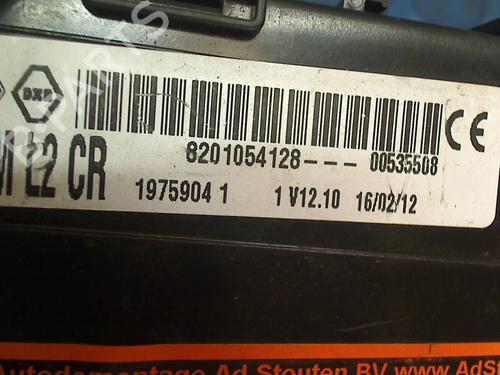 DXS
8201054128--- 00535508
L2 CR
1975904 1 1 V12.10 16/02/12
CE
Autodemontage Ad Stouten BV www.AdS